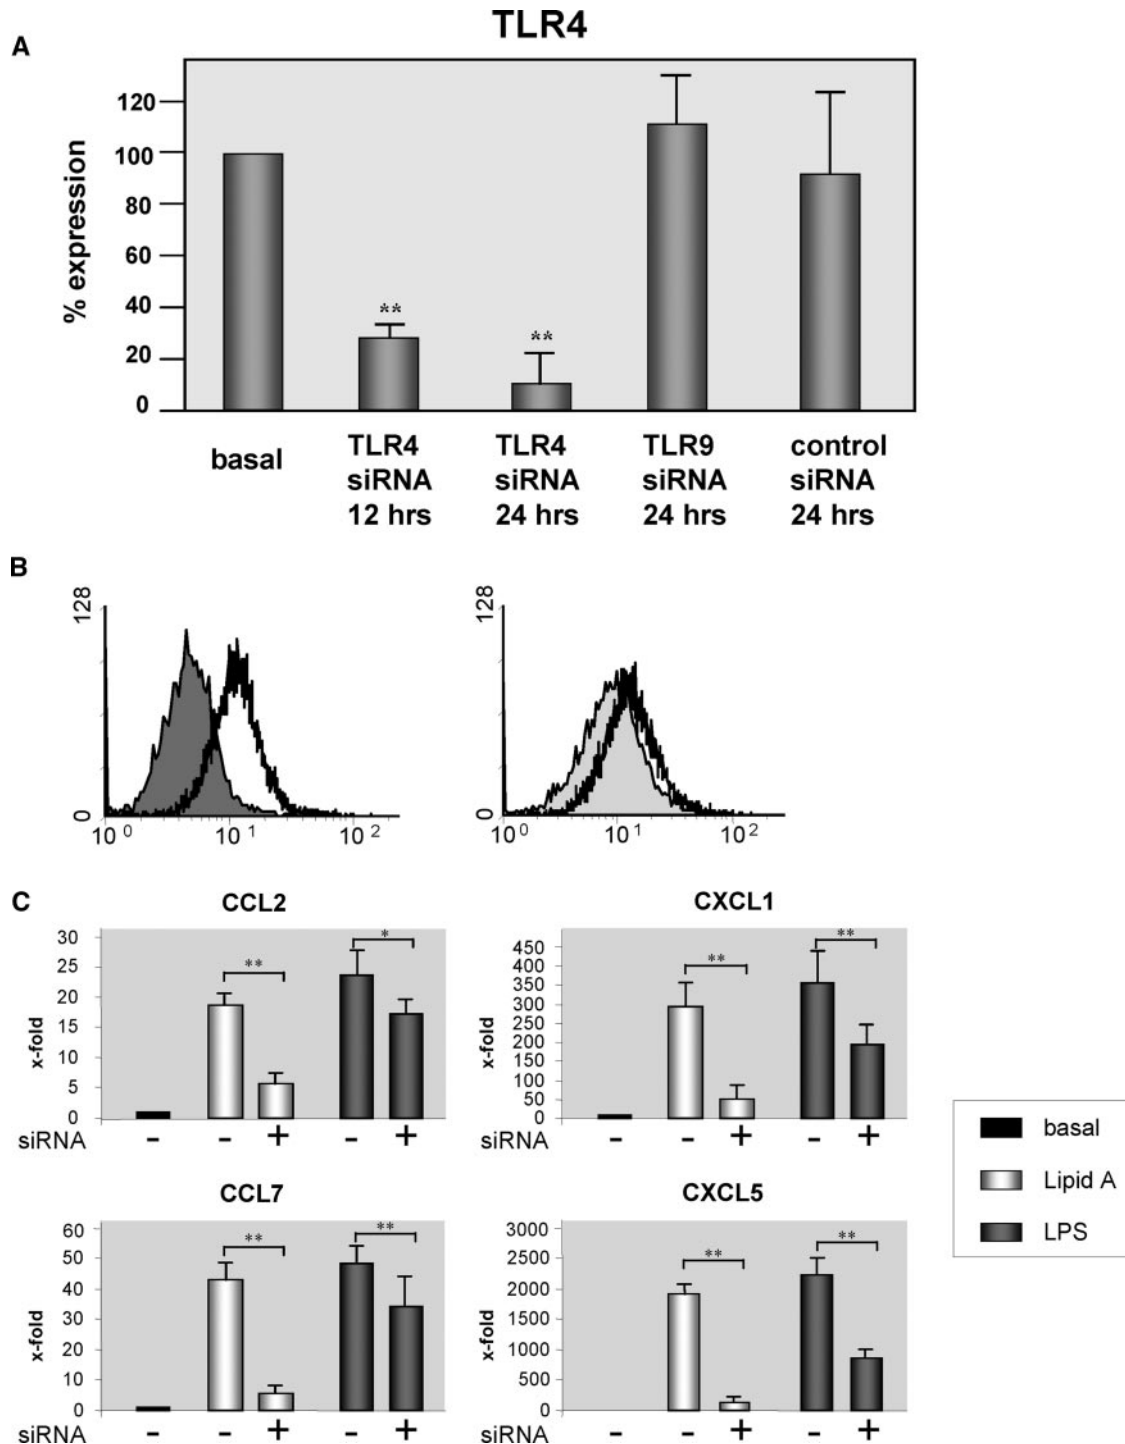 TLR4
A
% expression
120
100
80
60
40
20
0
**
**
basal
TLR4 siRNA 12 hrs
TLR4 siRNA 24 hrs
TLR9 siRNA 24 hrs
control siRNA 24 hrs
B
128
0
10^0 10^1 10^2
128
0
10^0 10^1 10^2
C
CCL2
x-fold
30
25
20
15
10
5
0
**
*
siRNA - - + - +
CXCL1
x-fold
450
400
350
300
250
200
150
100
50
0
**
**
- - + - +
CCL7
x-fold
60
50
40
30
20
10
0
**
**
siRNA - - + - +
CXCL5
x-fold
3000
2500
2000
1500
1000
500
0
**
**
- - + - +
basal
Lipid A
LPS